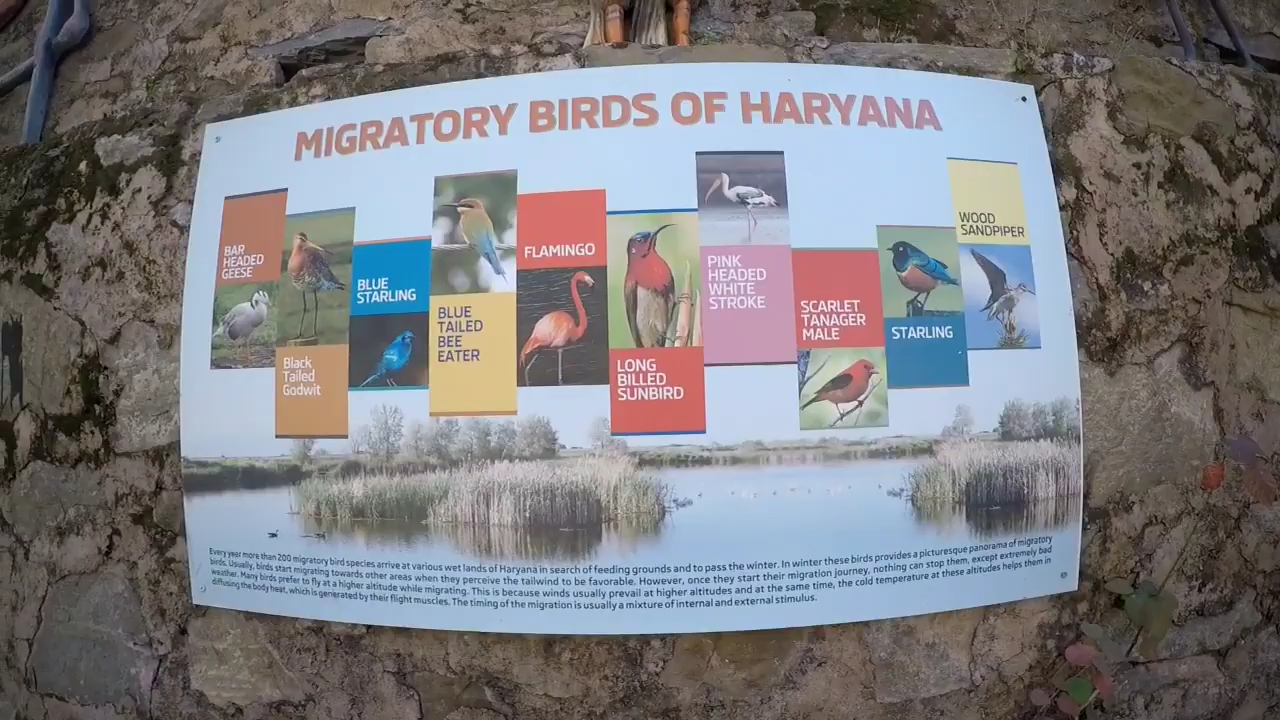 MIGRATORY BIRDS OF HARYANA
BAR
HEADED
GEESE
Black
Tailed
Godwit
BLUE
STARLING
BLUE
TAILED
BEE
EATER
FLAMINGO
LONG
BILLED
SUNBIRD
PINK
HEADED
WHITE
STROKE
SCARLET
TANAGER
MALE
STARLING
WOOD
SANDPIPER
Every year more than 200 migratory bird species arrive at various wet lands of Haryana in search of feeding grounds and to pass the winter. In winter these birds provides a picturesque panorama of migratory
birds. Usually, birds start migrating towards other areas when they perceive the tailwind to be favorable. However, once they start their migration journey, nothing can stop them, except extremely bad
weather. Many birds prefer to fly at a higher altitude while migrating. This is because winds usually prevail at higher altitudes and at the same time, the cold temperature at these altitudes helps them in
diffusing the body heat, which is generated by their flight muscles. The timing of the migration is usually a mixture of internal and external stimulus.